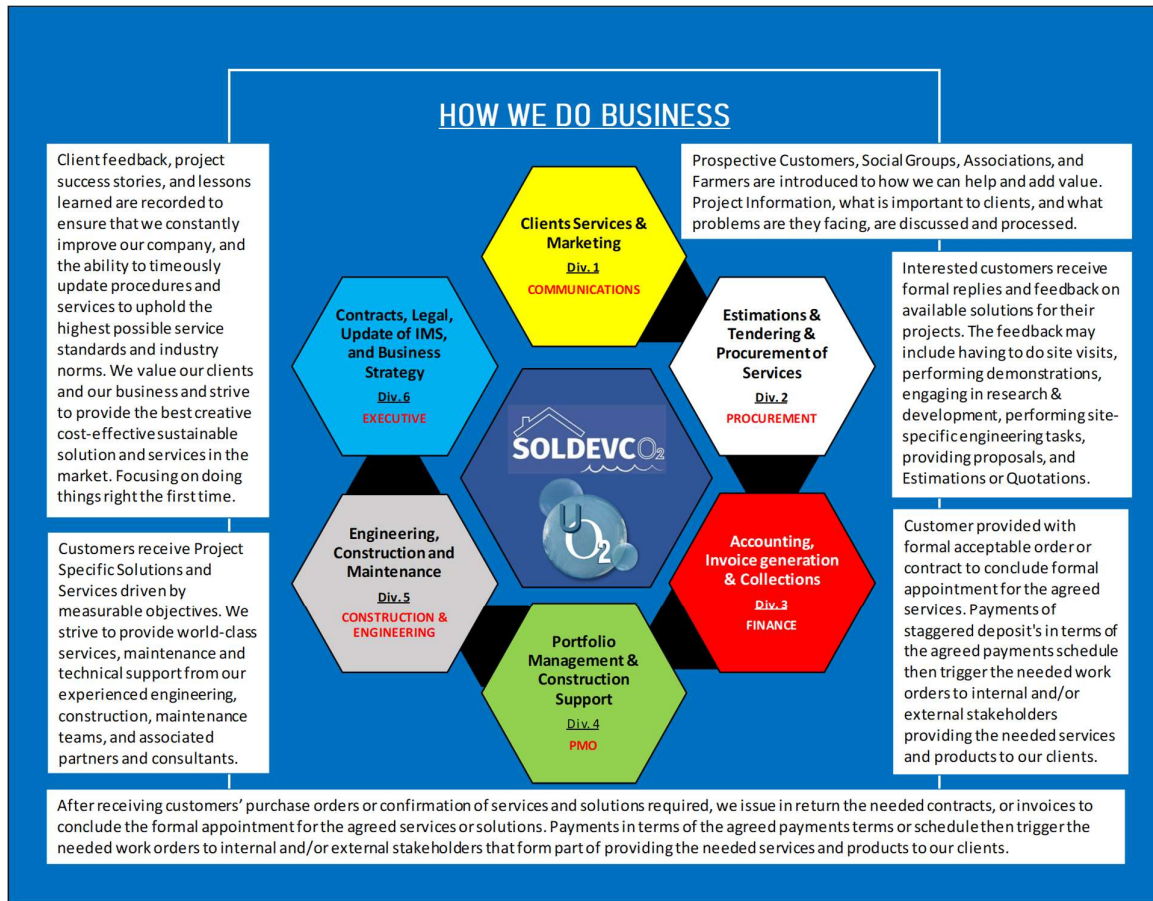 HOW WE DO BUSINESS
Client feedback, project
success stories, and lessons
learned are recorded to
ensure that we constantly
improve our company, and
the ability to timeously
update procedures and
services to uphold the
highest possible service
standards and industry
norms. We value our clients
and our business and strive
to provide the best creative
cost-effective sustainable
solution and services in the
market. Focusing on doing
things right the first time.
Prospective Customers, Social Groups, Associations, and
Farmers are introduced to how we can help and add value.
Project Information, what is important to clients, and what
problems are they facing, are discussed and processed.
Clients Services &
Marketing
Div. 1
COMMUNICATIONS
Contracts, Legal,
Update of IMS,
and Business
Strategy
Div. 6
EXECUTIVE
Estimations &
Tendering &
Procurement of
Services
Div. 2
PROCUREMENT
Interested customers receive
formal replies and feedback on
available solutions for their
projects. The feedback may
include having to do site visits,
performing demonstrations,
engaging in research &
development, performing site-
specific engineering tasks,
providing proposals, and
Estimations or Quotations.
SOLDEVCO2
UO2
Engineering,
Construction and
Maintenance
Div. 5
CONSTRUCTION &
ENGINEERING
Accounting,
Invoice generation
& Collections
Div. 3
FINANCE
Customers receive Project
Specific Solutions and
Services driven by
measurable objectives. We
strive to provide world-class
services, maintenance and
technical support from our
experienced engineering,
construction, maintenance
teams, and associated
partners and consultants.
Customer provided with
formal acceptable order or
contract to conclude formal
appointment for the agreed
services. Payments of
staggered deposit's in terms of
the agreed payments schedule
then trigger the needed work
orders to internal and/or
external stakeholders
providing the needed services
and products to our clients.
Portfolio
Management &
Construction
Support
Div. 4
PMO
After receiving customers’ purchase orders or confirmation of services and solutions required, we issue in return the needed contracts, or invoices to
conclude the formal appointment for the agreed services or solutions. Payments in terms of the agreed payments terms or schedule then trigger the
needed work orders to internal and/or external stakeholders that form part of providing the needed services and products to our clients.